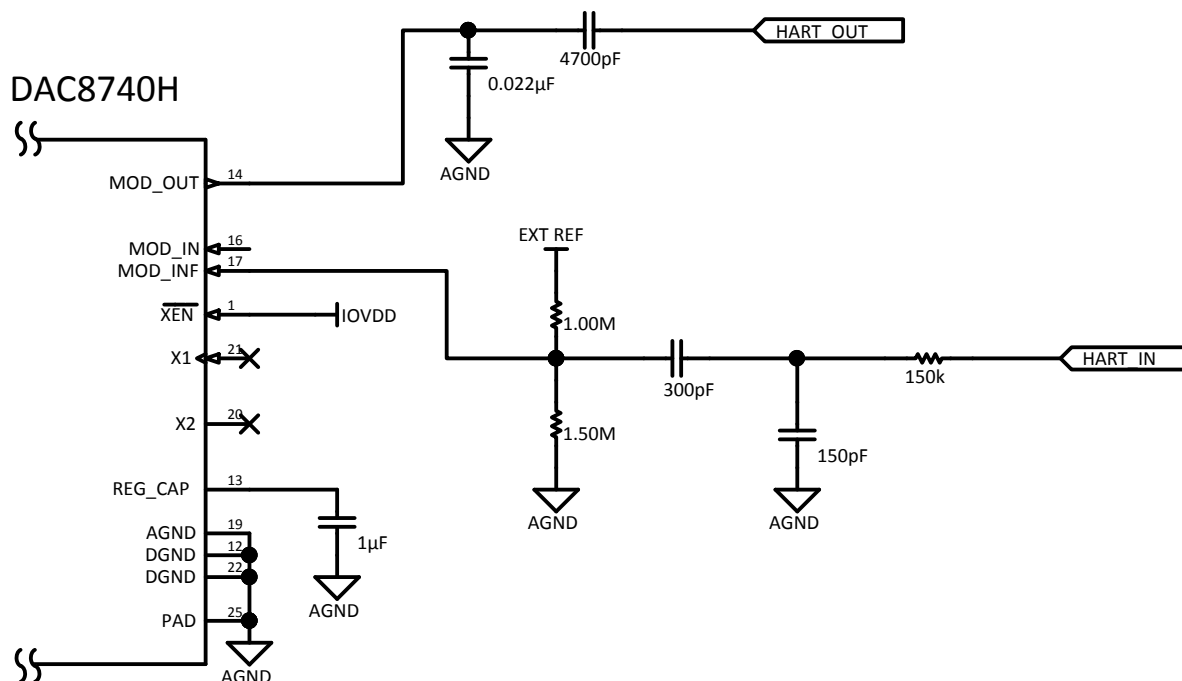 HART_OUT
4700pF
0.022µF
DAC8740H
AGND
MOD_OUT 14
MOD_IN 16
MOD_INF 17
EXT REF
XEN 1
IOVDD
1.00M
X1 21
300pF
150k
HART_IN
X2 20
1.50M
150pF
REG_CAP 13
AGND
AGND
AGND 19
1µF
DGND 12
DGND 22
AGND
PAD 25
AGND